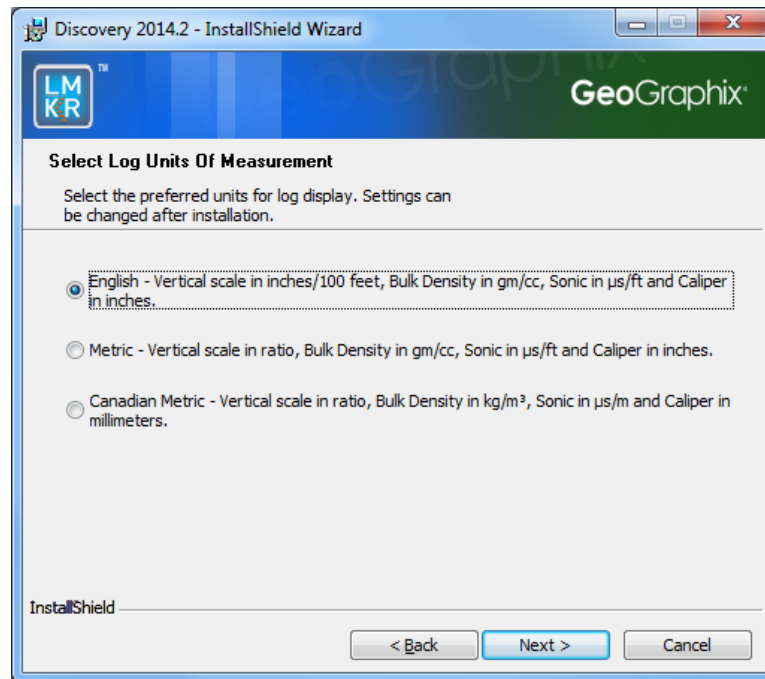 Discovery 2014.2 - InstallShield Wizard
LMKR™
GeoGraphix
Select Log Units Of Measurement
Select the preferred units for log display. Settings can
be changed after installation.
English - Vertical scale in inches/100 feet, Bulk Density in gm/cc, Sonic in µs/ft and Caliper
in inches.
Metric - Vertical scale in ratio, Bulk Density in gm/cc, Sonic in µs/ft and Caliper in inches.
Canadian Metric - Vertical scale in ratio, Bulk Density in kg/m³, Sonic in µs/m and Caliper in
millimeters.
InstallShield
< Back
Next >
Cancel